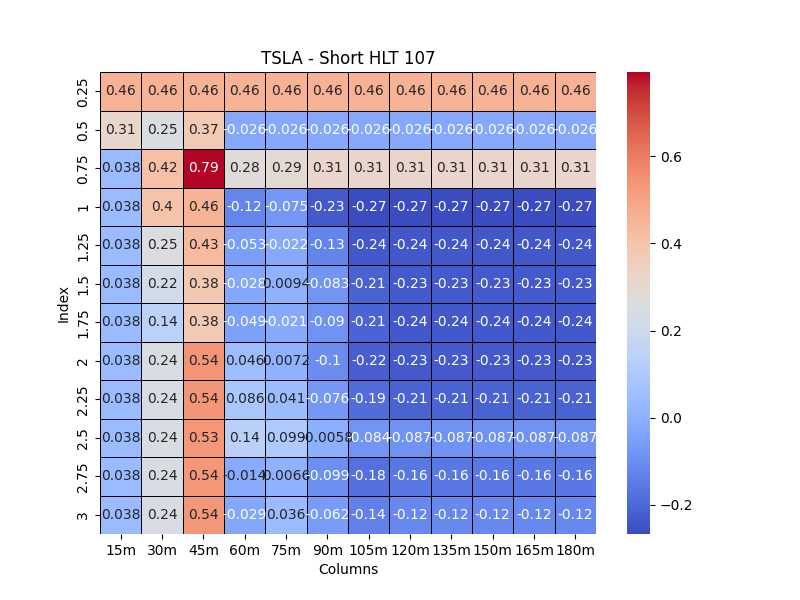 TSLA - Short HLT 107
0.25 0.46 0.46 0.46 0.46 0.46 0.46 0.46 0.46 0.46 0.46 0.46 0.46
0.5 0.31 0.25 0.37 -0.026 -0.026 -0.026 -0.026 -0.026 -0.026 -0.026 -0.026 -0.026
0.75 0.038 0.42 0.79 0.28 0.29 0.31 0.31 0.31 0.31 0.31 0.31 0.31
1 0.038 0.4 0.46 -0.12 -0.075 -0.23 -0.27 -0.27 -0.27 -0.27 -0.27 -0.27
1.25 0.038 0.25 0.43 -0.053 -0.022 -0.13 -0.24 -0.24 -0.24 -0.24 -0.24 -0.24
1.5 0.038 0.22 0.38 -0.028 0.0094 -0.083 -0.21 -0.23 -0.23 -0.23 -0.23 -0.23
1.75 0.038 0.14 0.38 -0.049 -0.021 -0.09 -0.21 -0.24 -0.24 -0.24 -0.24 -0.24
2 0.038 0.24 0.54 0.046 0.0072 -0.1 -0.22 -0.23 -0.23 -0.23 -0.23 -0.23
2.25 0.038 0.24 0.54 0.086 0.041 -0.076 -0.19 -0.21 -0.21 -0.21 -0.21 -0.21
2.5 0.038 0.24 0.53 0.14 0.099 0.0058 -0.084 -0.087 -0.087 -0.087 -0.087 -0.087
2.75 0.038 0.24 0.54 -0.014 0.0066 -0.099 -0.18 -0.16 -0.16 -0.16 -0.16 -0.16
3 0.038 0.24 0.54 -0.029 0.036 -0.062 -0.14 -0.12 -0.12 -0.12 -0.12 -0.12
15m 30m 45m 60m 75m 90m 105m 120m 135m 150m 165m 180m
Columns
Index
0.6
0.4
0.2
0.0
−0.2